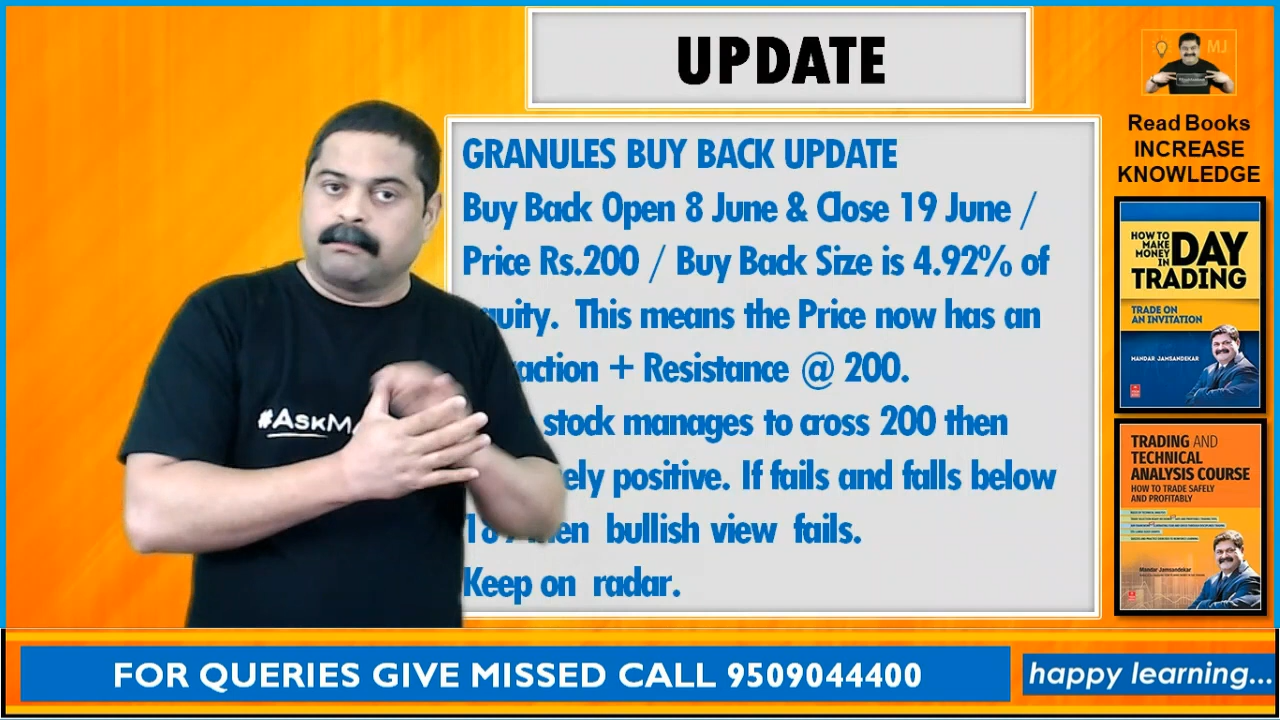 UPDATE
MJ
GRANULES BUY BACK UPDATE
Buy Back Open 8 June & Close 19 June /
Price Rs.200 / Buy Back Size is 4.92% of
This means the Price now has an
+ Resistance @ 200.
stock manages to cross 200 then
positive. If fails and falls below
bullish view fails.
Keep on radar.
#AskM
Read Books
INCREASE
KNOWLEDGE
HOW TO
MAKE
MONEY
IN
DAY
TRADING
TRADE ON
AN INVITATION
MANDAR JAMSANDEKAR
TRADING AND
TECHNICAL
ANALYSIS COURSE
HOW TO TRADE SAFELY
AND PROFITABLY
Mandar Jamsandekar
FOR QUERIES GIVE MISSED CALL 9509044400
happy learning...